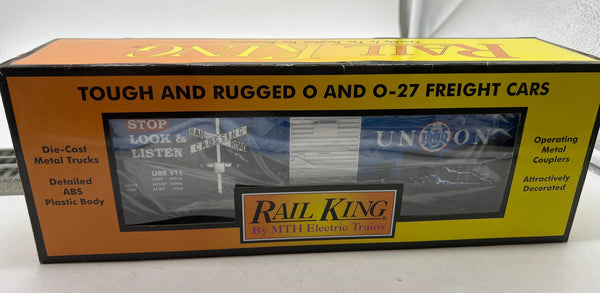 RAIL KING
TOUGH AND RUGGED O AND O-27 FREIGHT CARS
Die-Cast
Metal Trucks
Detailed
ABS
Plastic Body
STOP
LOOK &
LISTEN
RAIL
CROSSING
ROAD
URR 911
UNION
Operating
Metal
Couplers
Attractively
Decorated
RAIL KING
By MTH Electric Trains